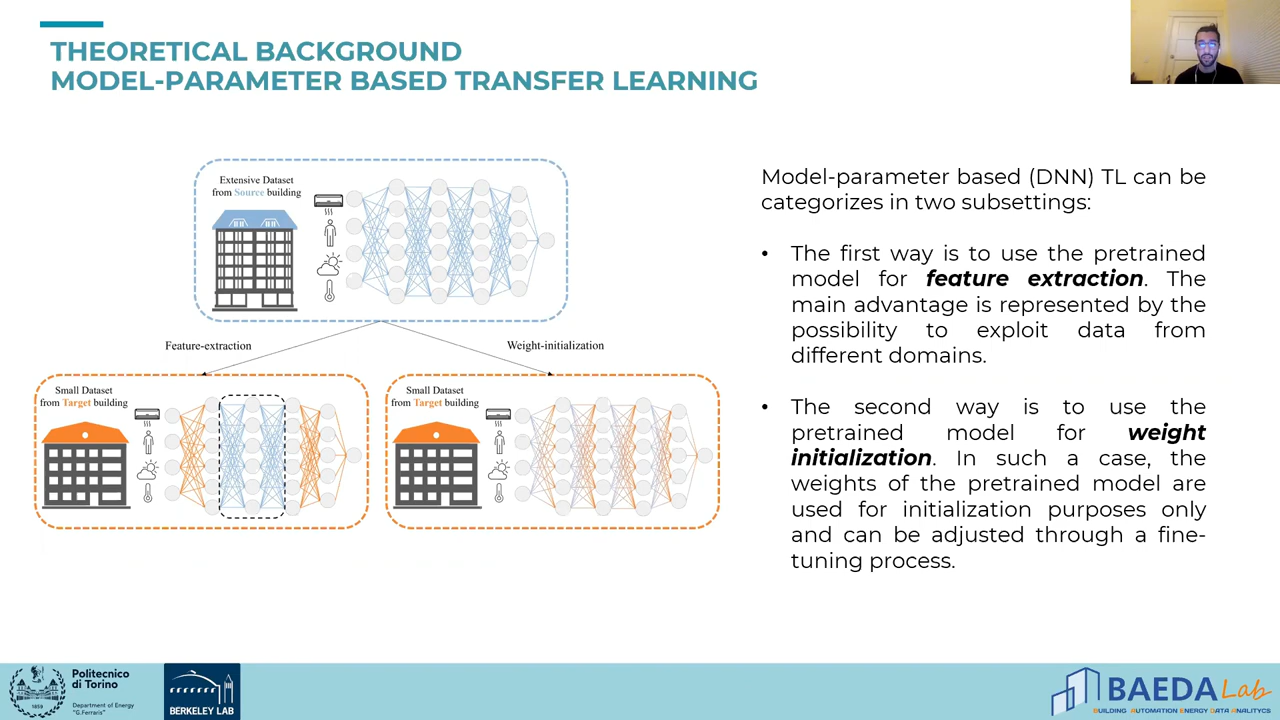 THEORETICAL BACKGROUND
MODEL-PARAMETER BASED TRANSFER LEARNING
Extensive Dataset
from Source building
Feature-extraction
Weight-initialization
Small Dataset
from Target building
Small Dataset
from Target building
Model-parameter based (DNN) TL can be
categorizes in two subsettings:
• The first way is to use the pretrained
model for feature extraction. The
main advantage is represented by the
possibility to exploit data from
different domains.
• The second way is to use the
pretrained model for weight
initialization. In such a case, the
weights of the pretrained model are
used for initialization purposes only
and can be adjusted through a fine-
tuning process.
1859
Politecnico
di Torino
Department of Energy
"G.Ferraris"
BERKELEY LAB
BAEDA Lab
BUILDING AUTOMATION ENERGY DATA ANALITYCS